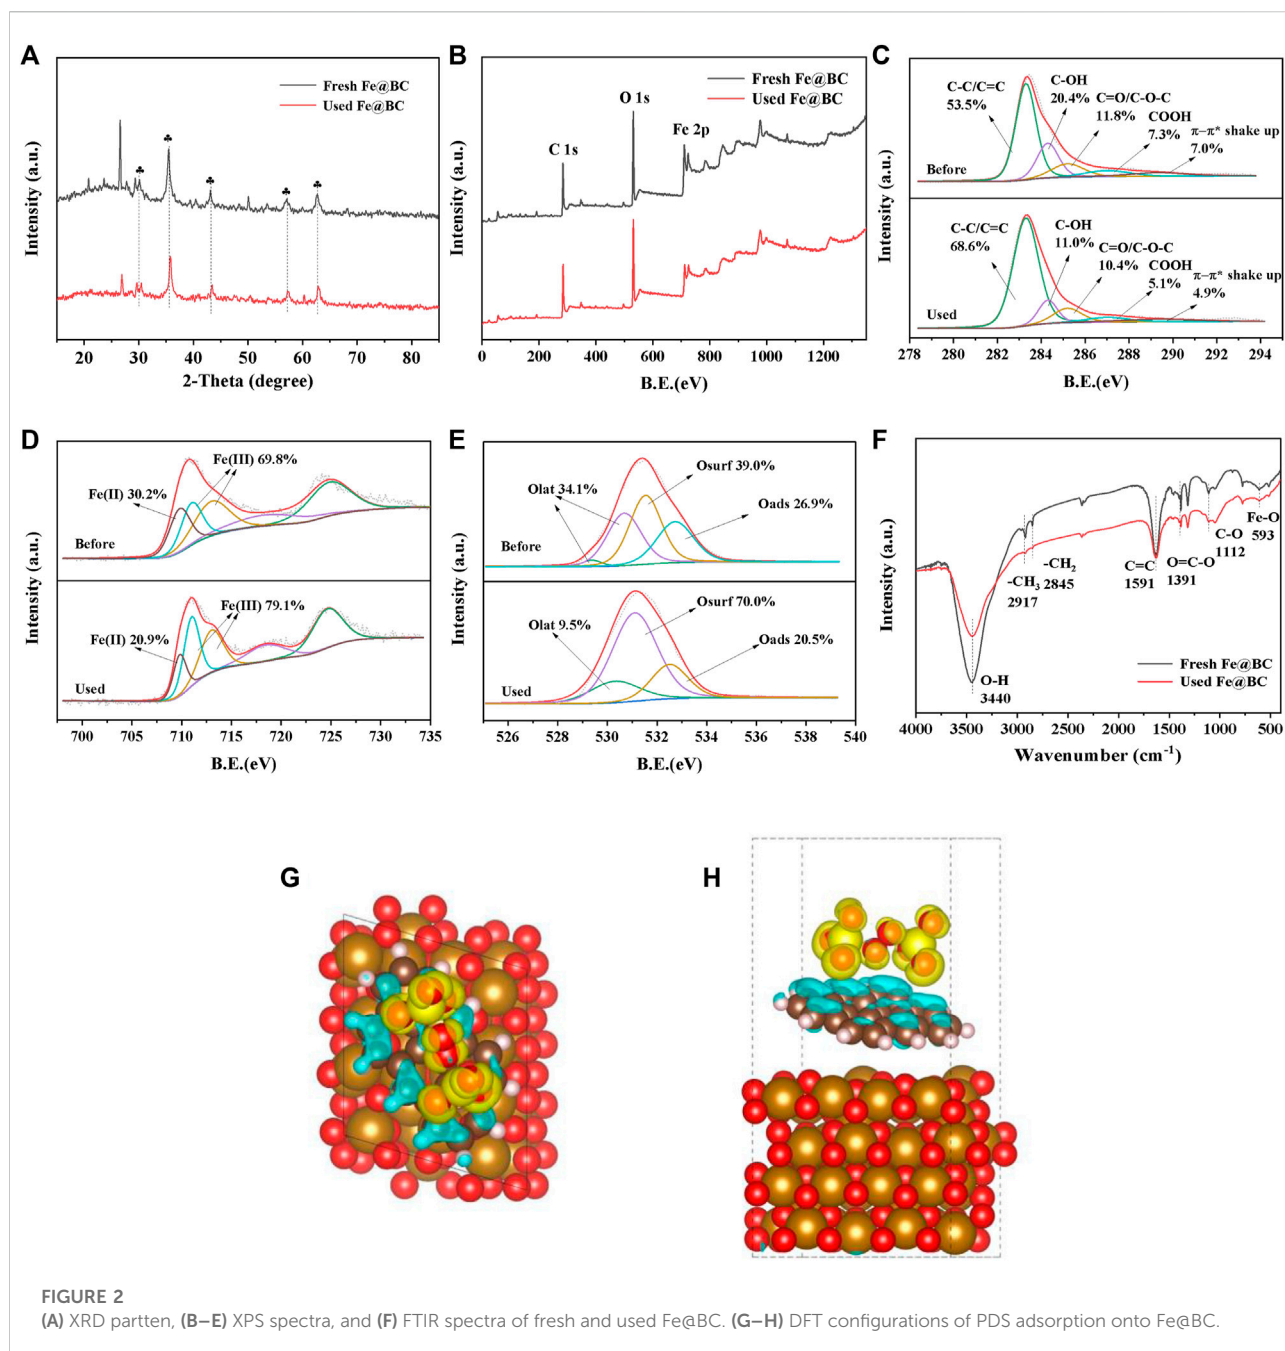 A
Fresh Fe@BC
Used Fe@BC
♣
♣
♣
♣
♣
Intensity (a.u.)
20
30
40
50
60
70
80
2-Theta (degree)
B
Fresh Fe@BC
Used Fe@BC
O 1s
Fe 2p
C 1s
Intensity (a.u.)
0
200
400
600
800
1000
1200
B.E.(eV)
C
C-C/C=C
53.5%
C-OH
20.4%
C=O/C-O-C
11.8%
COOH
7.3%
π-π* shake up
7.0%
Before
C-C/C=C
68.6%
C-OH
11.0%
C=O/C-O-C
10.4%
COOH
5.1%
π-π* shake up
4.9%
Used
Intensity (a.u.)
278
280
282
284
286
288
290
292
294
B.E.(eV)
D
Fe(III) 69.8%
Fe(II) 30.2%
Before
Fe(III) 79.1%
Fe(II) 20.9%
Used
Intensity (a.u.)
700
705
710
715
720
725
730
735
B.E.(eV)
E
Osurf 39.0%
Olat 34.1%
Oads 26.9%
Before
Osurf 70.0%
Olat 9.5%
Oads 20.5%
Used
Intensity (a.u.)
526
528
530
532
534
536
538
540
B.E.(eV)
F
Fe-O
593
C-O
1112
O=C-O
1391
C=C
1591
-CH2
2845
-CH3
2917
O-H
3440
Fresh Fe@BC
Used Fe@BC
Intensity (a.u.)
4000
3500
3000
2500
2000
1500
1000
500
Wavenumber (cm-1)
G
H
FIGURE 2
(A) XRD partten, (B–E) XPS spectra, and (F) FTIR spectra of fresh and used Fe@BC. (G–H) DFT configurations of PDS adsorption onto Fe@BC.